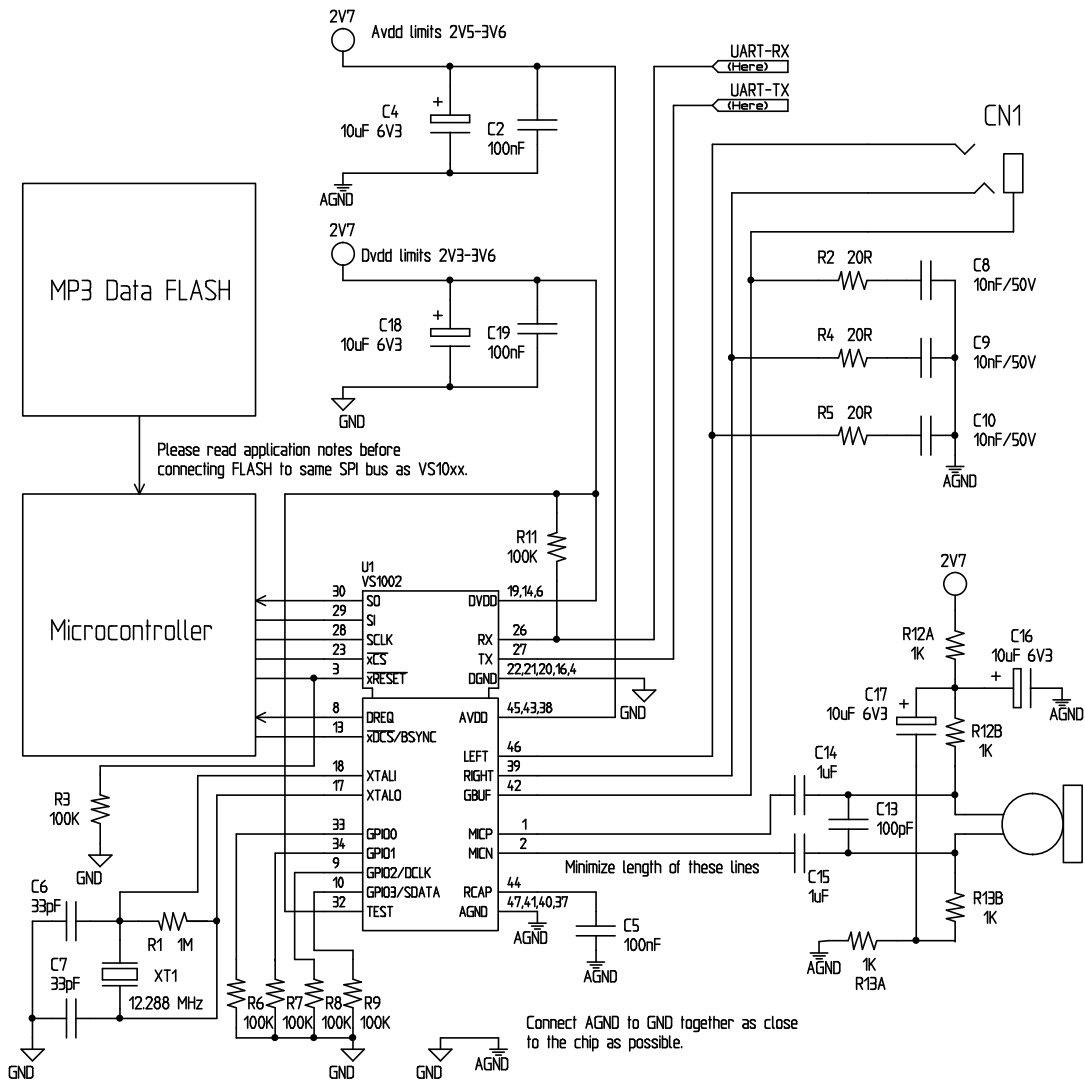 2V7
Avdd limits 2V5-3V6
C4
10uF 6V3
+
C2
100nF
AGND
UART-RX
(Here)
UART-TX
(Here)
CN1
MP3 Data FLASH
2V7
Dvdd limits 2V3-3V6
C18
10uF 6V3
+
C19
100nF
GND
R2 20R
C8
10nF/50V
R4 20R
C9
10nF/50V
R5 20R
C10
10nF/50V
AGND
Please read application notes before
connecting FLASH to same SPI bus as VS10xx.
Microcontroller
R11
100K
U1
VS1002
30 SO
29 SI
28 SCLK
23 xCS
3 xRESET
8 DREQ
13 xDCS/BSYNC
18 XTALI
17 XTALO
33 GPIO0
34 GPIO1
9 GPIO2/DCLK
10 GPIO3/SDATA
32 TEST
DVDD 19,14,6
RX 26
TX 27
DGND 22,21,20,16,4
GND
AVDD 45,43,38
LEFT 46
RIGHT 39
GBUF 42
MICP 1
MICN 2
RCAP 44
AGND 47,41,40,37
AGND
C5
100nF
AGND
Minimize length of these lines
2V7
R12A
1K
C16
10uF 6V3
+
AGND
C17
10uF 6V3
+
R12B
1K
C14
1uF
C13
100pF
C15
1uF
R13B
1K
AGND
1K
R13A
R3
100K
GND
C6
33pF
R1 1M
C7
33pF
XT1
12.288 MHz
GND
R6
100K
R7
100K
R8
100K
R9
100K
GND
GND
AGND
Connect AGND to GND together as close
to the chip as possible.